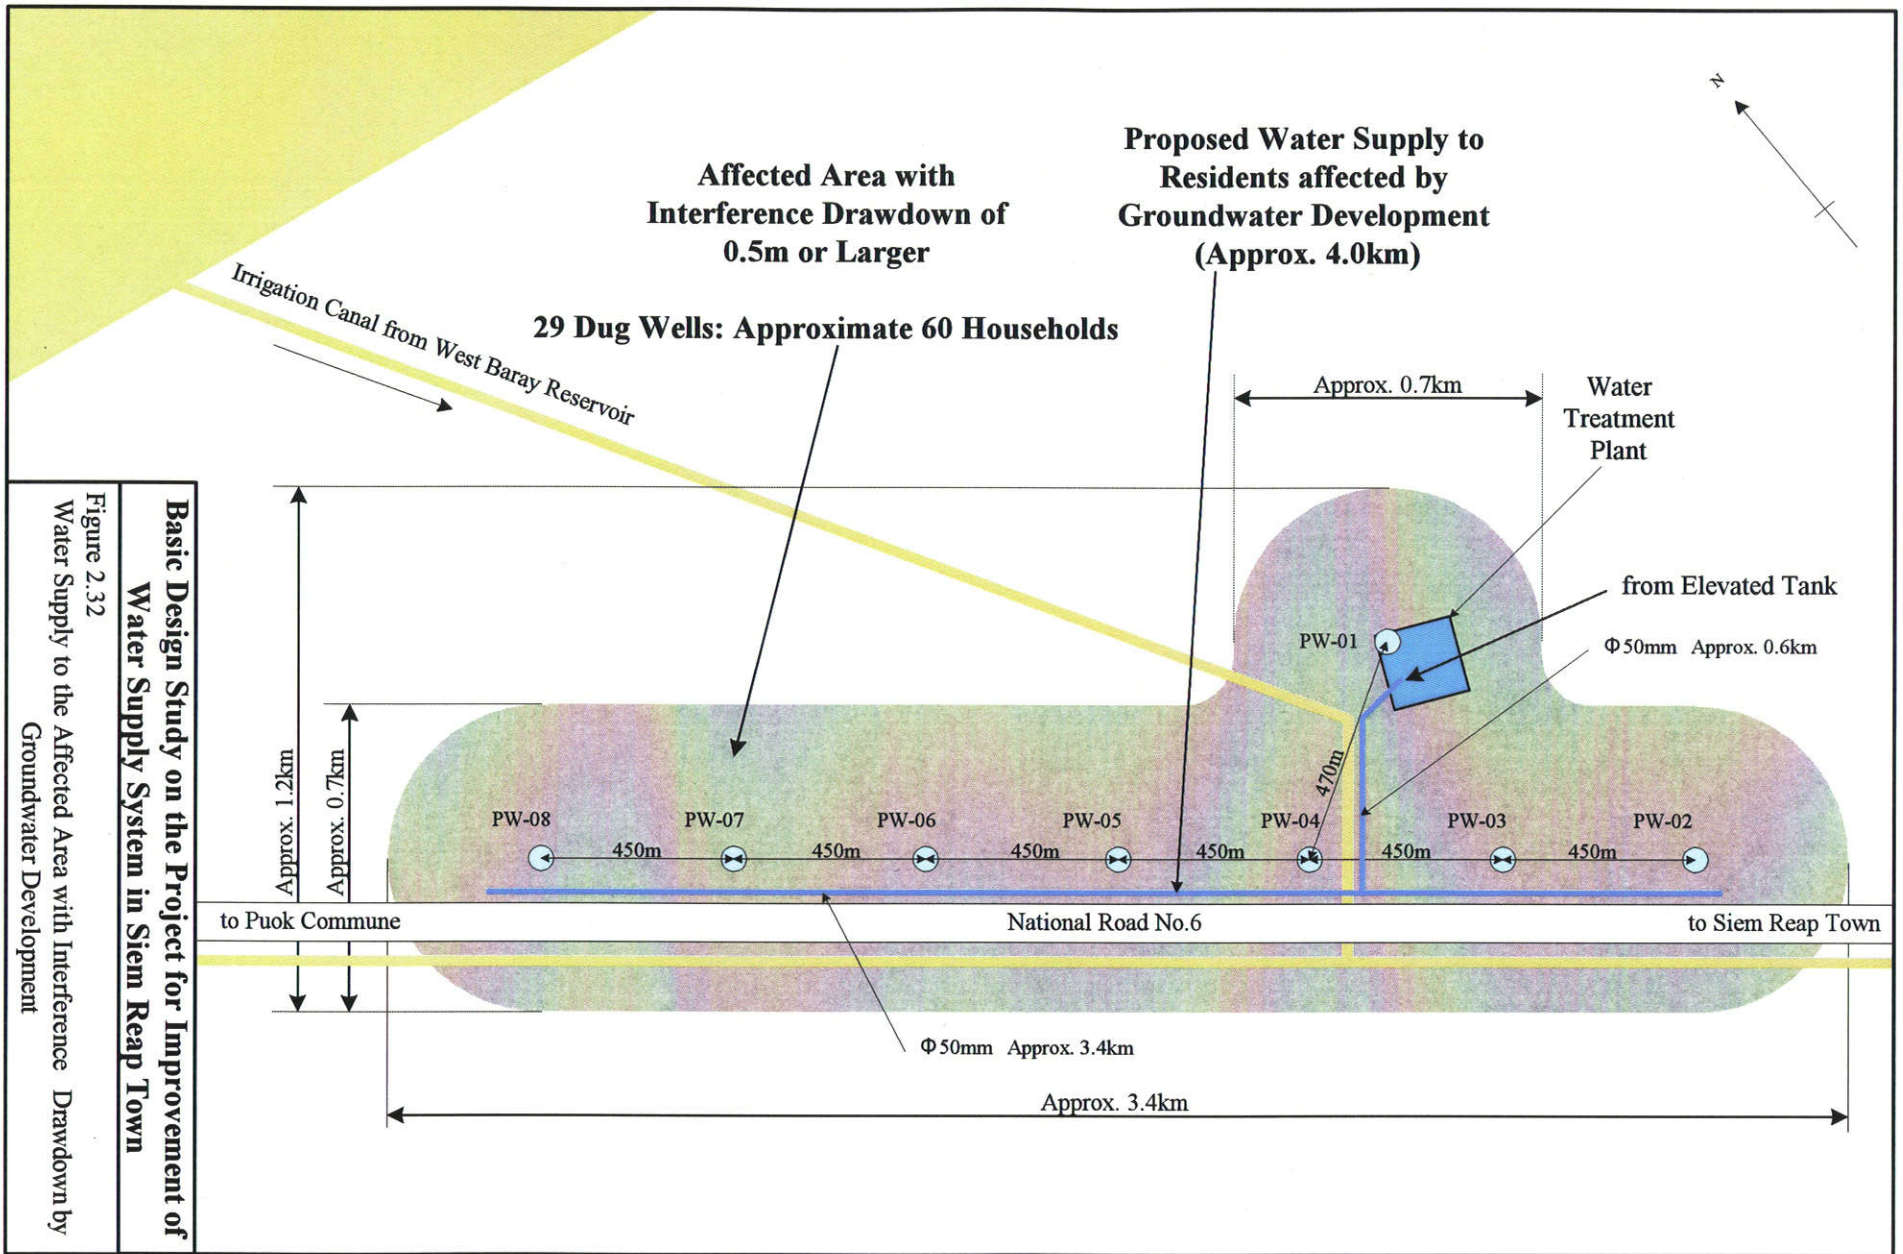 N
Proposed Water Supply to
Residents affected by
Groundwater Development
(Approx. 4.0km)
Affected Area with
Interference Drawdown of
0.5m or Larger
29 Dug Wells: Approximate 60 Households
Irrigation Canal from West Baray Reservoir
Approx. 0.7km
Water
Treatment
Plant
from Elevated Tank
PW-01
Φ50mm Approx. 0.6km
470m
Approx. 1.2km
Approx. 0.7km
PW-08
PW-07
PW-06
PW-05
PW-04
PW-03
PW-02
450m
450m
450m
450m
450m
450m
to Puok Commune
National Road No.6
to Siem Reap Town
Φ50mm Approx. 3.4km
Approx. 3.4km
Basic Design Study on the Project for Improvement of
Water Supply System in Siem Reap Town
Figure 2.32
Water Supply to the Affected Area with Interference Drawdown by
Groundwater Development